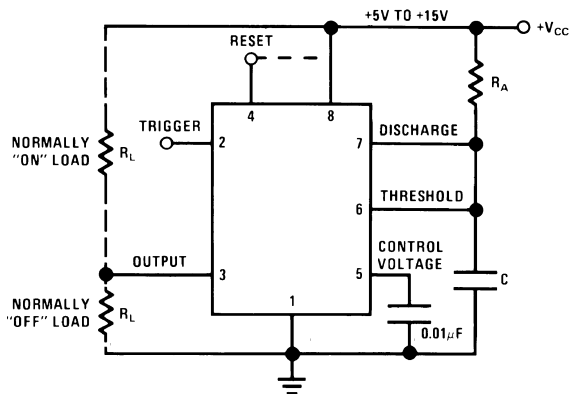 +5V TO +15V
+VCC
RESET
RA
4
8
TRIGGER
2
7
DISCHARGE
NORMALLY
"ON" LOAD
RL
6
THRESHOLD
OUTPUT
3
5
CONTROL
VOLTAGE
C
NORMALLY
"OFF" LOAD
RL
1
0.01μF